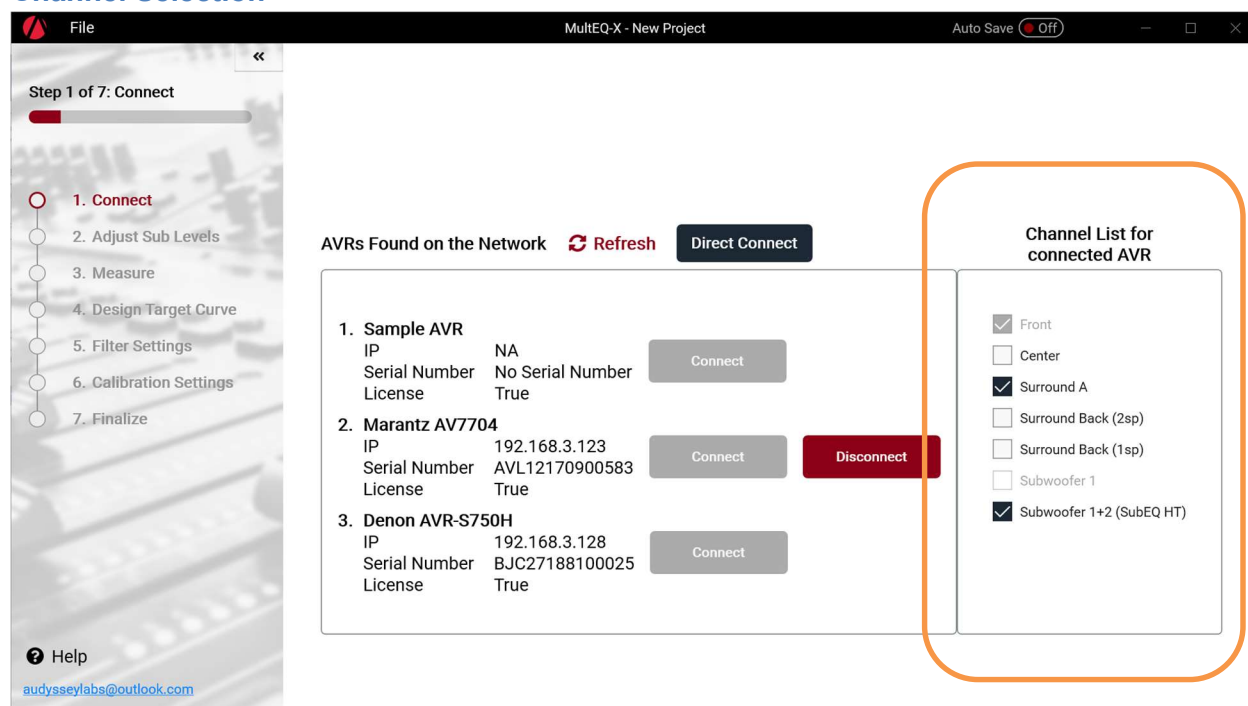 Channel Selection
File
MultEQ-X - New Project
Auto Save Off
Step 1 of 7: Connect
1. Connect
2. Adjust Sub Levels
3. Measure
4. Design Target Curve
5. Filter Settings
6. Calibration Settings
7. Finalize
Help
audysseylabs@outlook.com
AVRs Found on the Network Refresh Direct Connect
1. Sample AVR
IP NA
Serial Number No Serial Number
License True
Connect
2. Marantz AV7704
IP 192.168.3.123
Serial Number AVL12170900583
License True
Connect Disconnect
3. Denon AVR-S750H
IP 192.168.3.128
Serial Number BJC27188100025
License True
Connect
Channel List for
connected AVR
Front
Center
Surround A
Surround Back (2sp)
Surround Back (1sp)
Subwoofer 1
Subwoofer 1+2 (SubEQ HT)